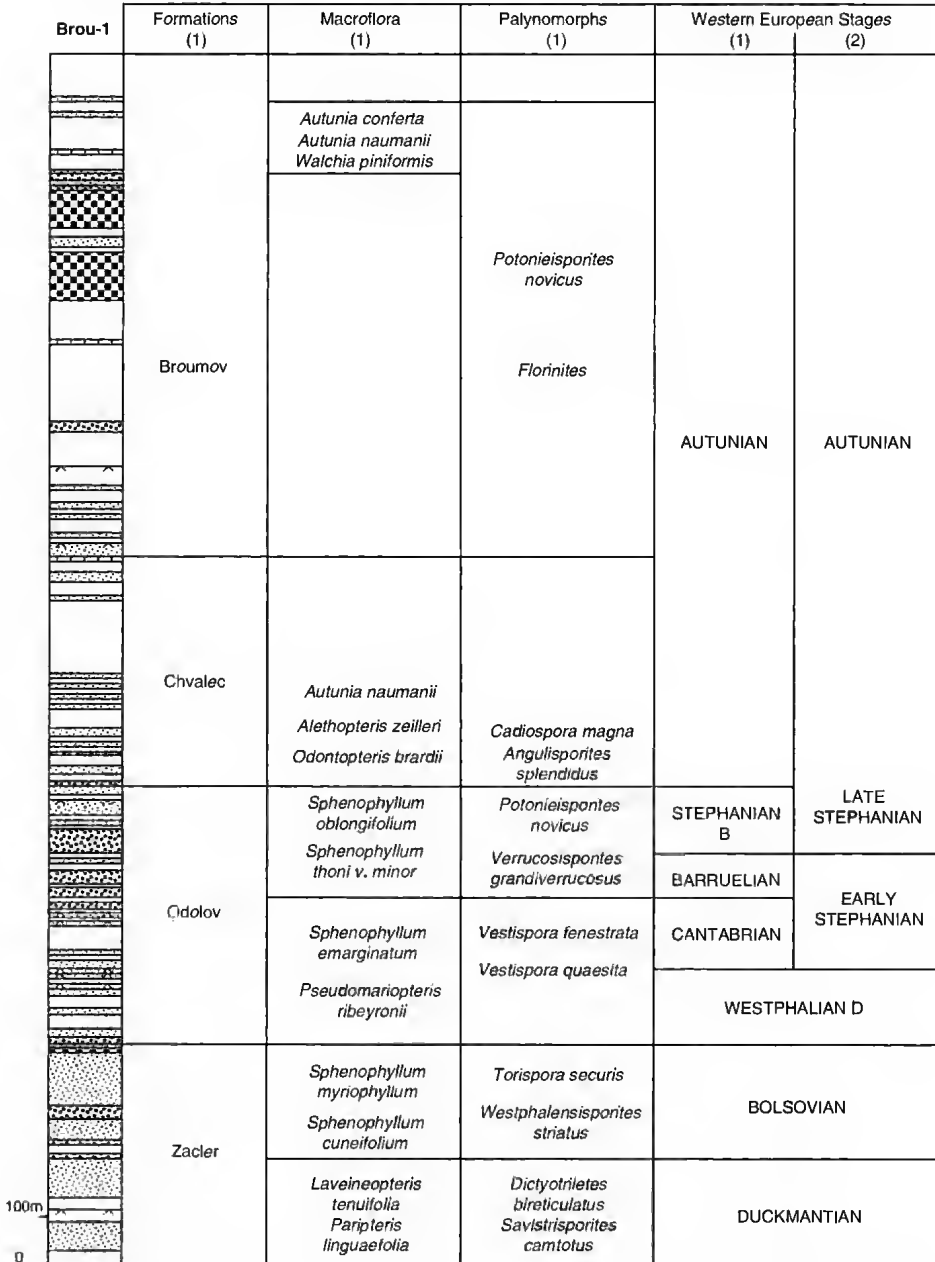 Brou-1
Formations
(1)
Macroflora
(1)
Palynomorphs
(1)
Western European Stages
(1)
(2)
Autunia conferta
Autunia naumanii
Walchia piniformis
Potonieisporites
novicus
Broumov
Florinites
AUTUNIAN
AUTUNIAN
Chvalec
Autunia naumanii
Alethopteris zeilleri
Odontopteris brardii
Cadiospora magna
Angulisporites
splendidus
Sphenophyllum
oblongifolium
Sphenophyllum
thoni v. minor
Potonieispontes
novicus
Verrucosispontes
grandiverrucosus
STEPHANIAN
B
LATE
STEPHANIAN
BARRUELIAN
Odolov
EARLY
STEPHANIAN
Sphenophyllum
emarginatum
Pseudomariopteris
ribeyronii
Vestispora fenestrata
Vestispora quaesita
CANTABRIAN
WESTPHALIAN D
Sphenophyllum
myriophyllum
Sphenophyllum
cuneifolium
Torispora securis
Westphalensisporites
striatus
BOLSOVIAN
Zacler
Laveineopteris
tenuifolia
Paripteris
linguaefolia
Dictyotriletes
bireticulatus
Savistrisporites
camtotus
DUCKMANTIAN
100m
0